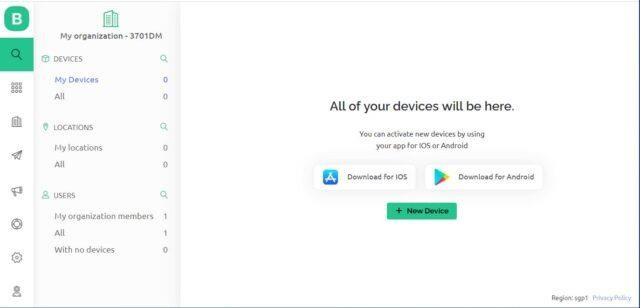 B
My organization - 3701DM
DEVICES
My Devices 0
All 0
LOCATIONS
My locations 0
All 0
USERS
My organization members 1
All 1
With no devices 0
All of your devices will be here.
You can activate new devices by using
your app for IOS or Android
Download for IOS
Download for Android
+ New Device
Region: sgp1 Privacy Policy